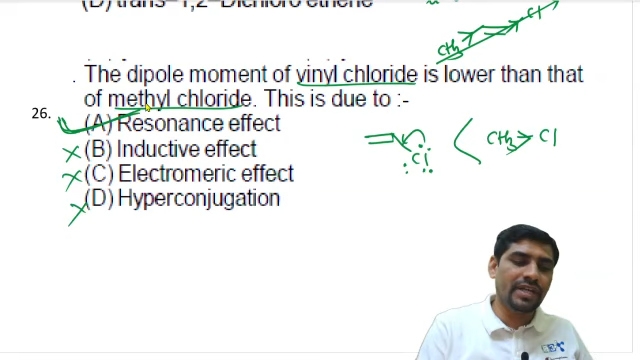 (D) trans–1,2–Dichloro ethene
CH3 Cl
. The dipole moment of vinyl chloride is lower than that
of methyl chloride. This is due to :-
26.
(A) Resonance effect
(B) Inductive effect
(C) Electromeric effect
(D) Hyperconjugation
Cl
CH3 Cl